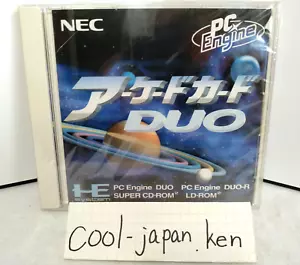 NEC
PC Engine
アーケードカード
DUO
HE SYSTEM
PC Engine DUO PC Engine DUO-R
SUPER CD-ROM² LD-ROM²
cool-japan.ken